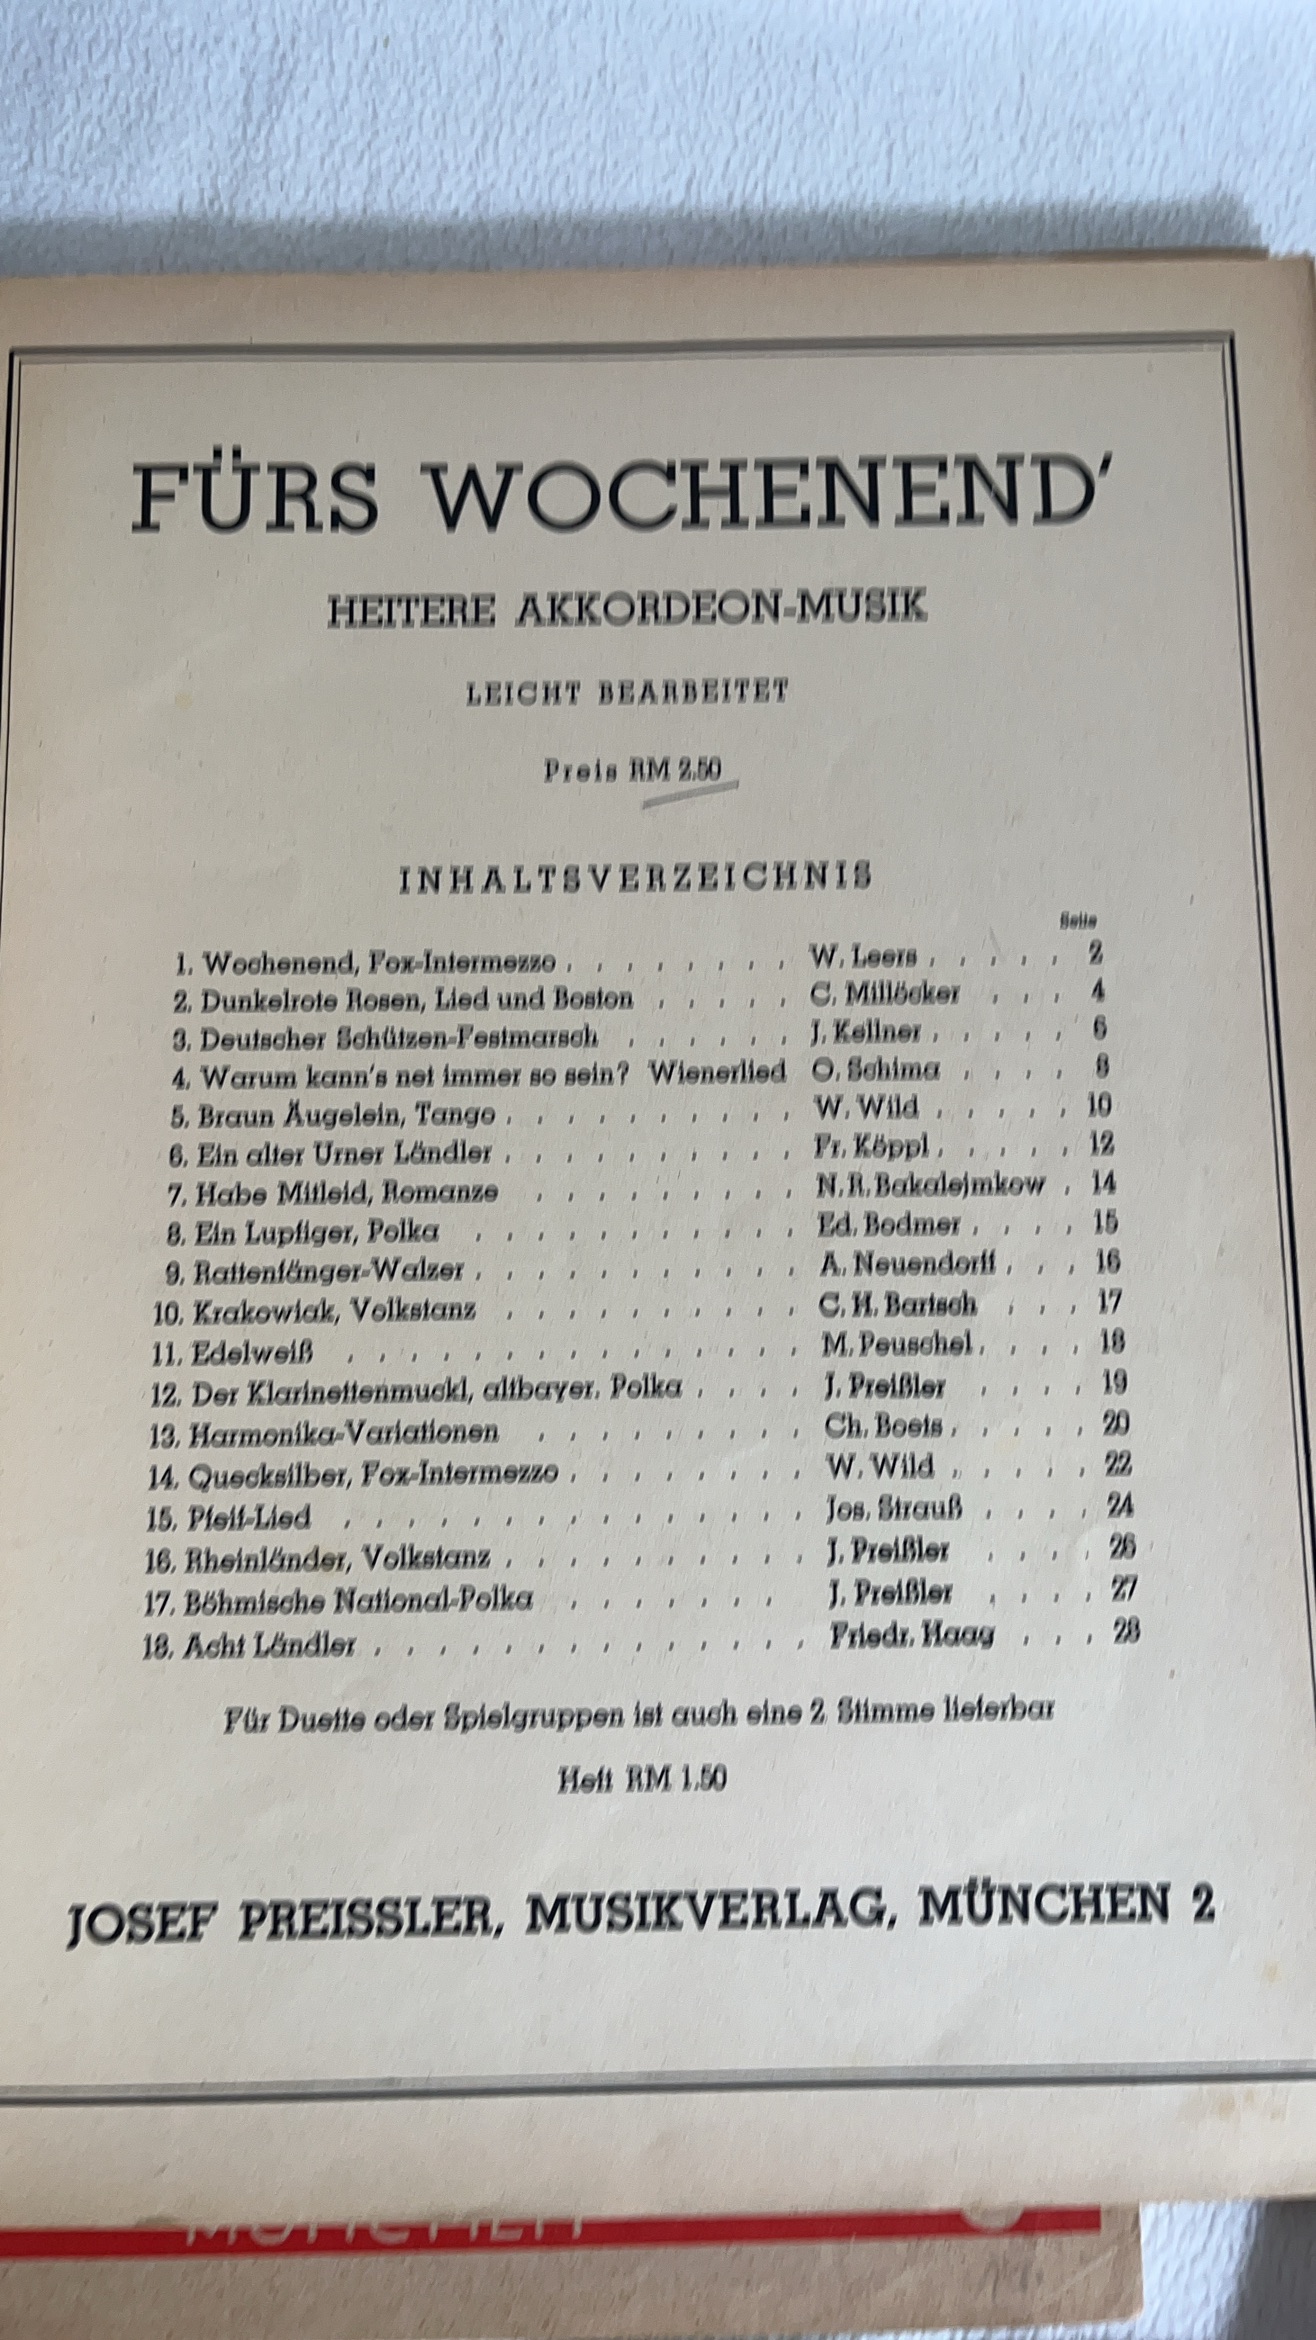 FÜRS WOCHENEND'
HEITERE AKKORDEON-MUSIK
LEICHT BEARBEITET
Preis RM 2.50
INHALTSVERZEICHNIS
Seite
1. Wochenend, Fox-Intermezzo . . . . . . . . W. Leers . . . . . 2
2. Dunkelrote Rosen, Lied und Boston . . . . . C. Millöcker . . . 4
3. Deutscher Schützen-Festmarsch . . . . . . J. Kellner . . . . . 6
4. Warum kann's net immer so sein? Wienerlied O. Schima . . . . 8
5. Braun Äugelein, Tango . . . . . . . . . . W. Wild . . . . . 10
6. Ein alter Urner Ländler . . . . . . . . . . Fr. Köppl . . . . . 12
7. Habe Mitleid, Romanze . . . . . . . . . N. R. Bakalejmkow . 14
8. Ein Lupfiger, Polka . . . . . . . . . . . Ed. Bodmer . . . . 15
9. Rattenfänger-Walzer . . . . . . . . . . . A. Neuendorff . . . 16
10. Krakowiak, Volkstanz . . . . . . . . . . C. H. Bartsch . . . 17
11. Edelweiß . . . . . . . . . . . . . . . M. Peuschel . . . . 18
12. Der Klarinettenmuckl, altbayer. Polka . . . . J. Preißler . . . . 19
13. Harmonika-Variationen . . . . . . . . . Ch. Boets . . . . . 20
14. Quecksilber, Fox-Intermezzo . . . . . . . . W. Wild . . . . . 22
15. Pfeif-Lied . . . . . . . . . . . . . . . Jos. Strauß . . . . 24
16. Rheinländer, Volkstanz . . . . . . . . . . J. Preißler . . . . 26
17. Böhmische National-Polka . . . . . . . J. Preißler . . . . 27
18. Acht Ländler . . . . . . . . . . . . . . Friedr. Haag . . . 28
Für Duette oder Spielgruppen ist auch eine 2. Stimme lieferbar
Heft RM 1.50
JOSEF PREISSLER, MUSIKVERLAG, MÜNCHEN 2
MÜNCHEN